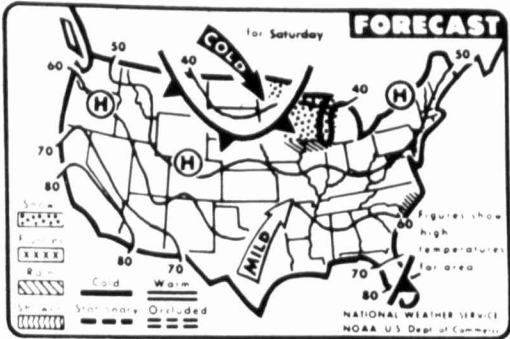 FORECAST
for Saturday
COLD
50
40
60
50
40
H
H
H
70
80
Snow
60
Figures show
high
temperatures
for area
MILD
Rain
Cold
Warm
80
70
70
80
Stationary
Occluded
NATIONAL WEATHER SERVICE
NOAA U.S. Dept of